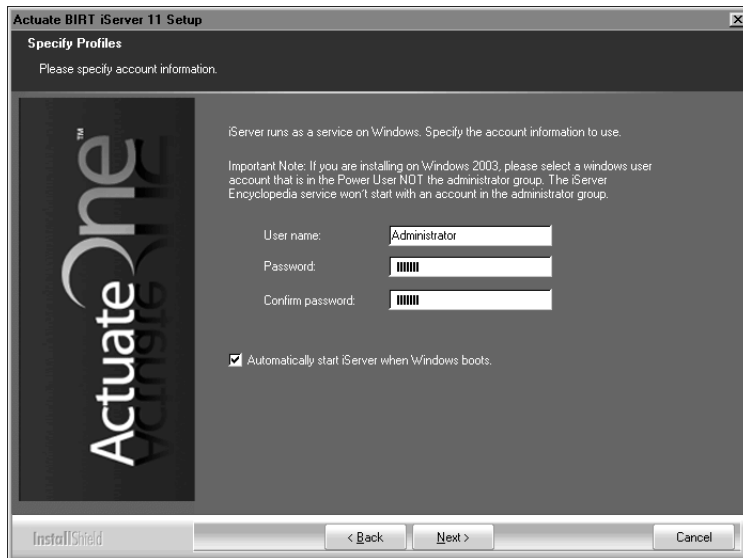 Actuate BIRT iServer 11 Setup
Specify Profiles
Please specify account information.
ActuateOne™
iServer runs as a service on Windows. Specify the account information to use.
Important Note: If you are installing on Windows 2003, please select a windows user
account that is in the Power User NOT the administrator group. The iServer
Encyclopedia service won't start with an account in the administrator group.
User name: Administrator
Password:
Confirm password:
Automatically start iServer when Windows boots.
InstallShield
< Back Next > Cancel